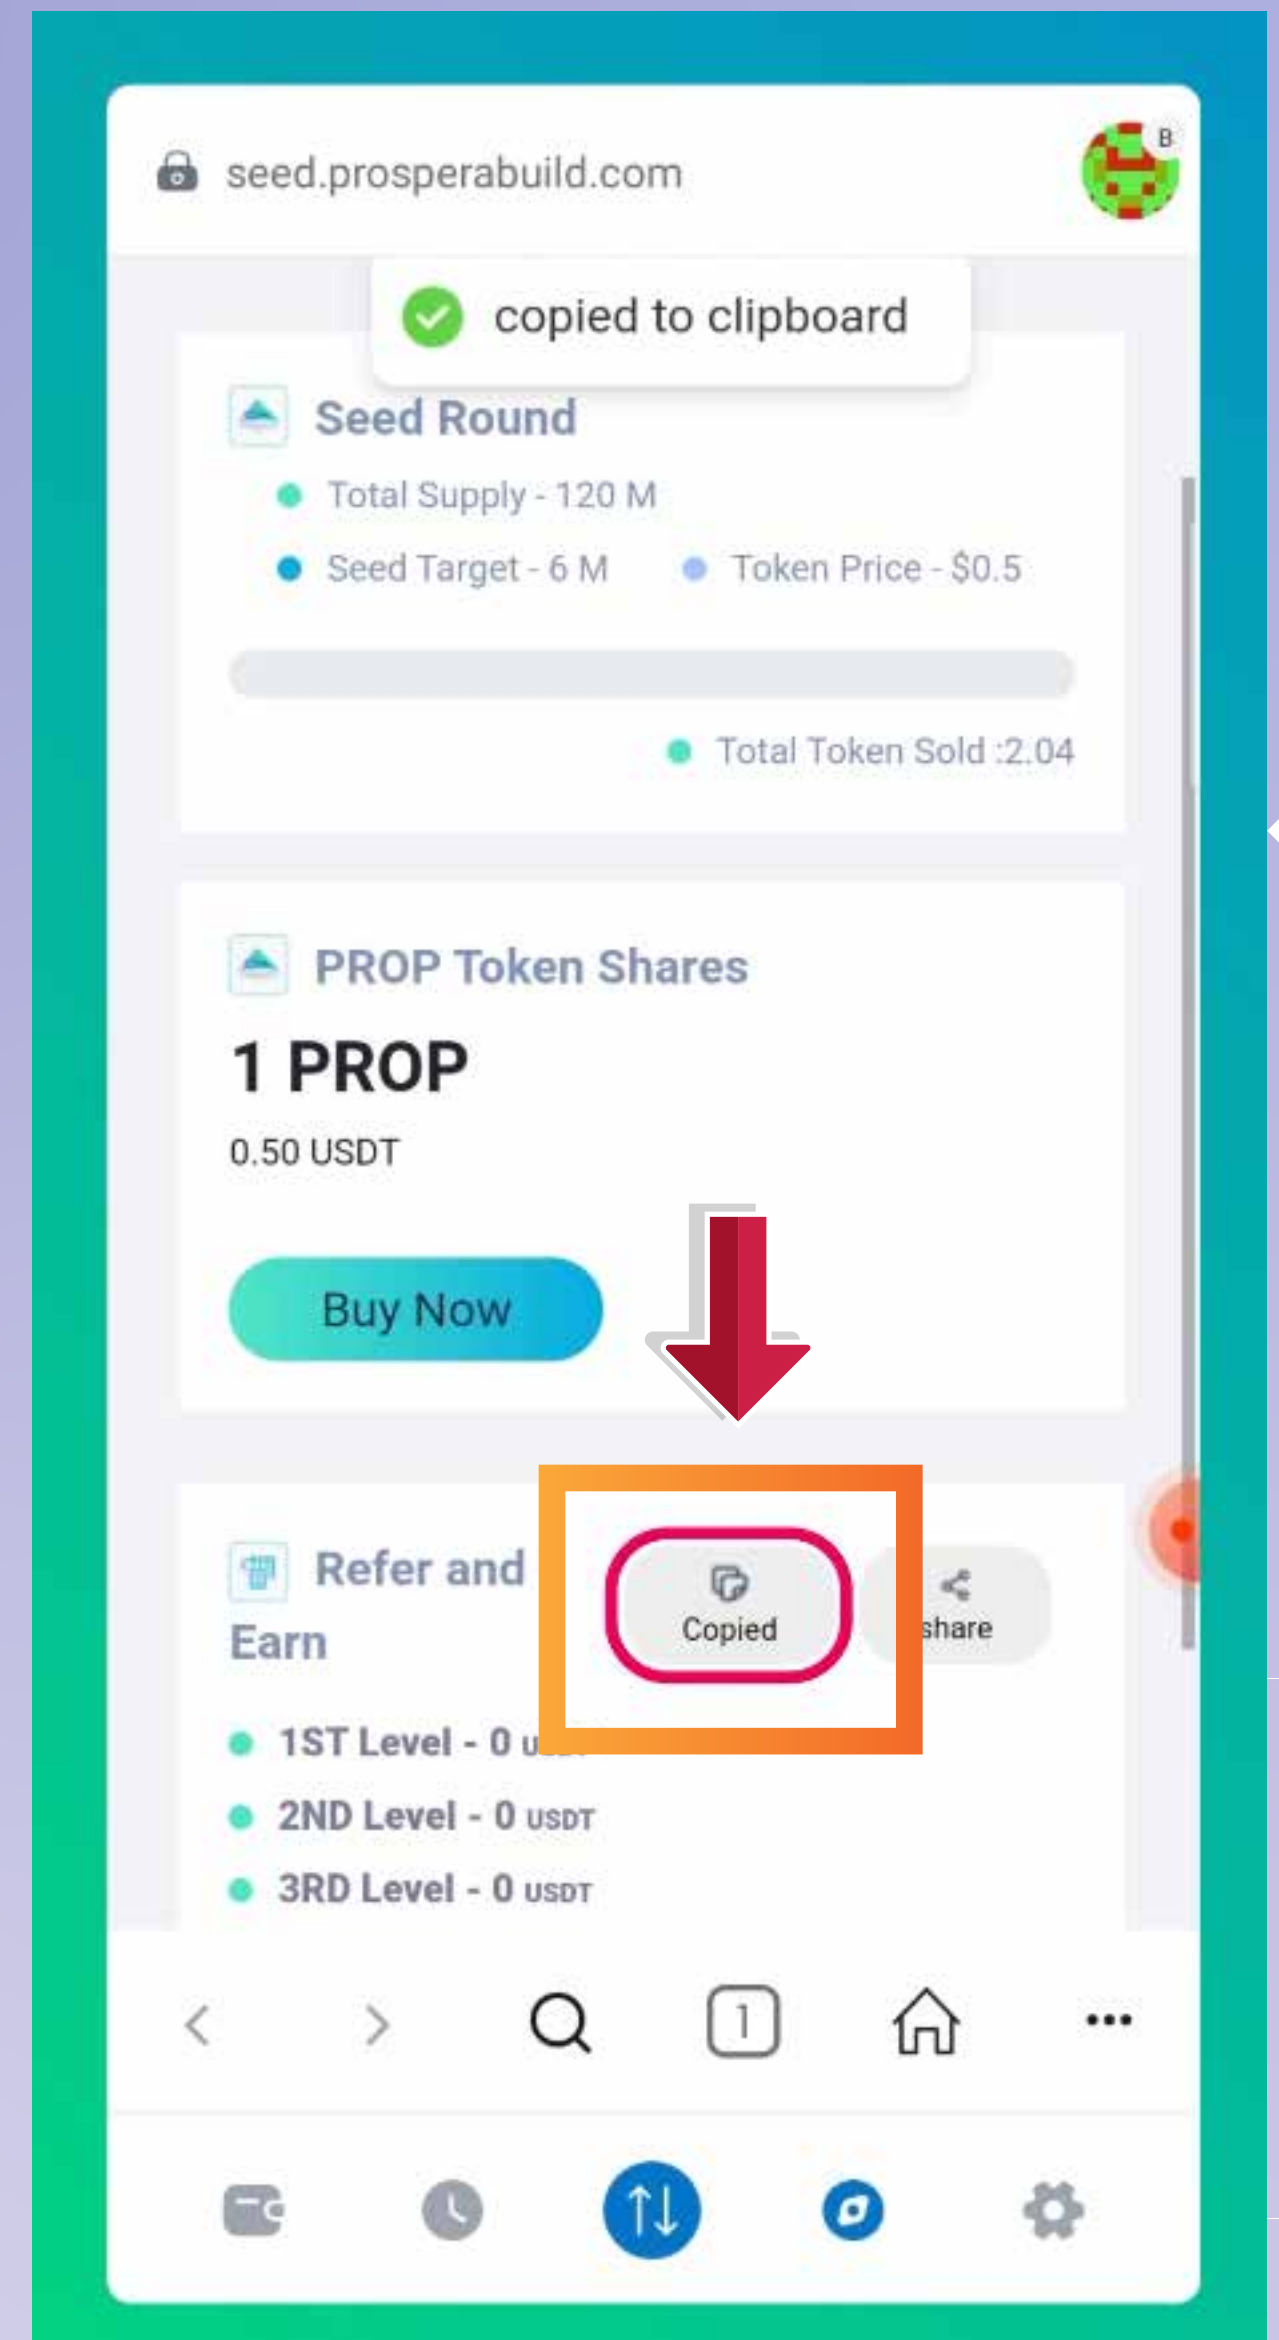 seed.prosperabuild.com
B
copied to clipboard
Seed Round
Total Supply - 120 M
Seed Target - 6 M
Token Price - $0.5
Total Token Sold :2.04
PROP Token Shares
1 PROP
0.50 USDT
Buy Now
Refer and
Earn
Copied
share
1ST Level - 0
2ND Level - 0 USDT
3RD Level - 0 USDT
1